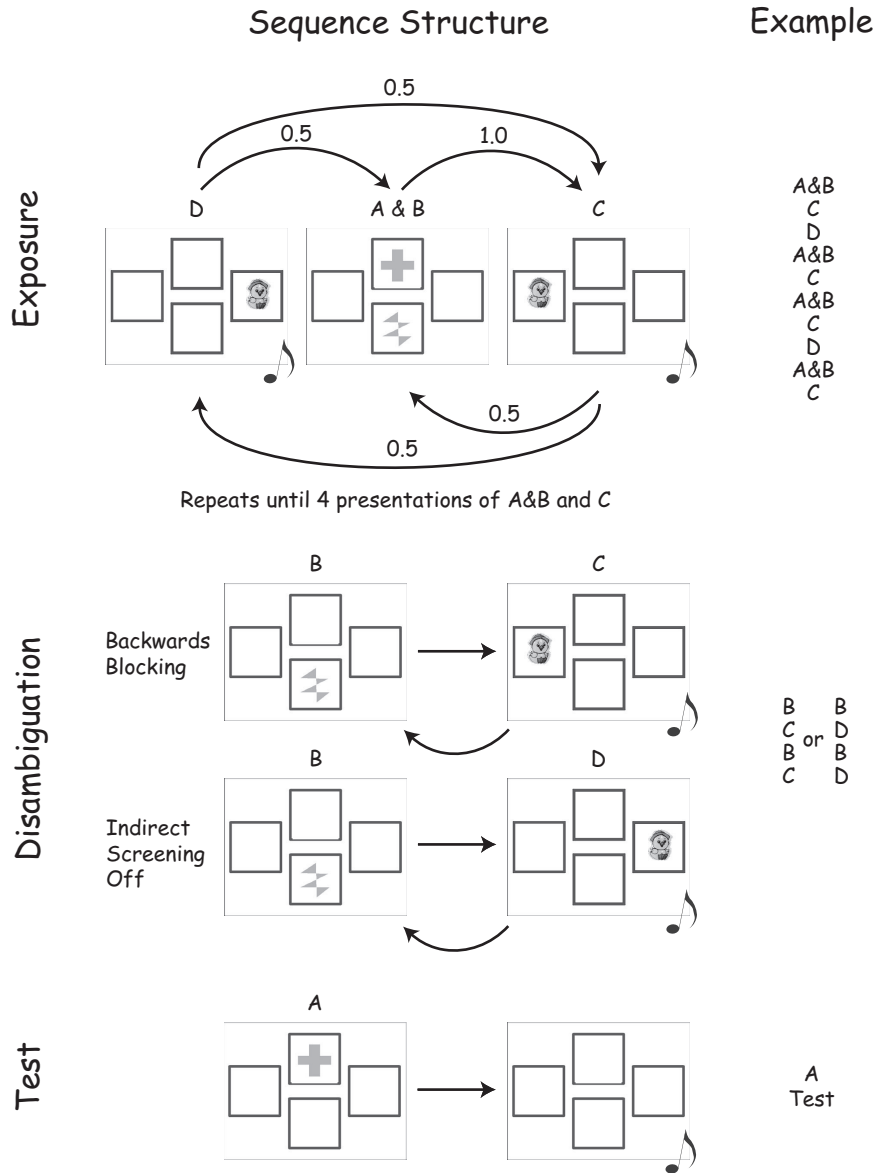 Sequence Structure
Example
Exposure
0.5
0.5
1.0
D
A & B
C
0.5
0.5
Repeats until 4 presentations of A&B and C
A&B
C
D
A&B
C
A&B
C
D
A&B
C
Disambiguation
B
C
Backwards
Blocking
B
D
Indirect
Screening
Off
B B
C or D
B B
C D
Test
A
A
Test